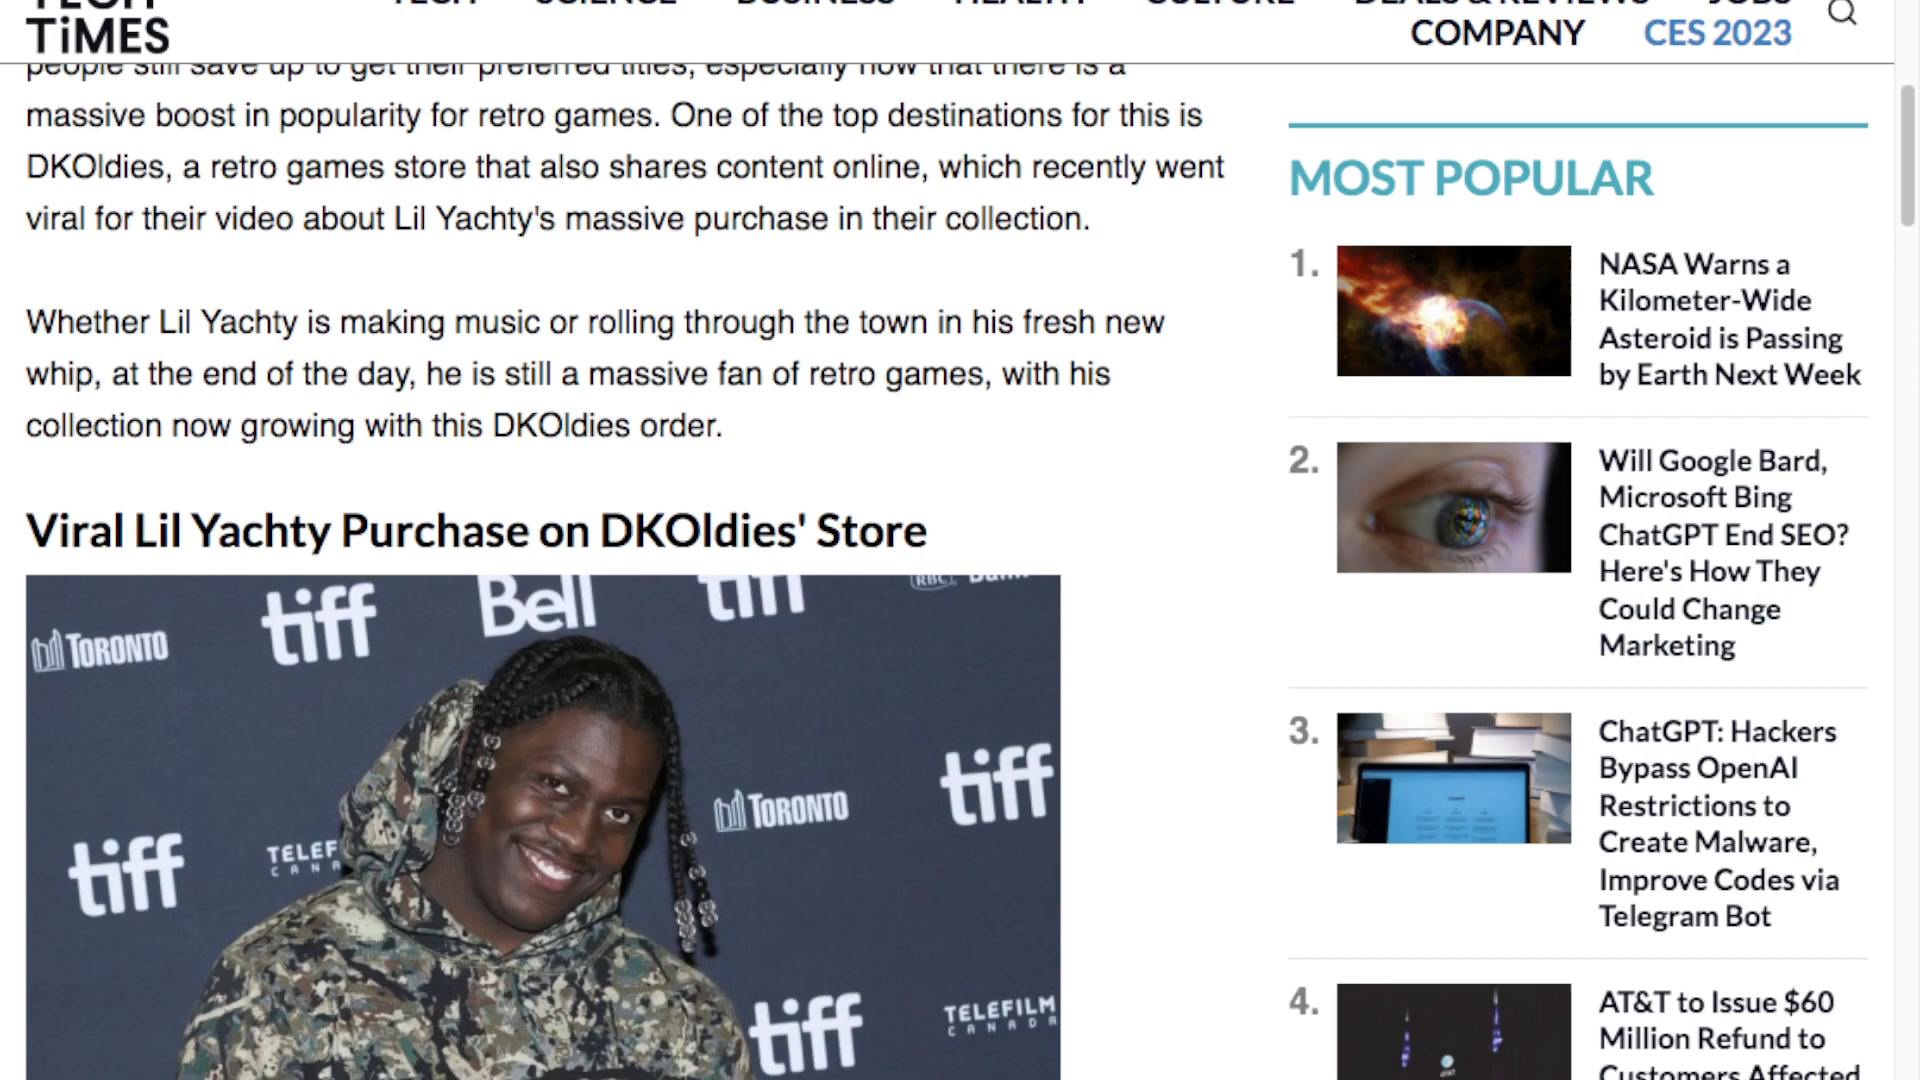 TECH
TiMES
TECH SCIENCE BUSINESS HEALTH CULTURE DEALS & REVIEWS JOBS
COMPANY CES 2023
people still save up to get their preferred titles, especially now that there is a
massive boost in popularity for retro games. One of the top destinations for this is
DKOldies, a retro games store that also shares content online, which recently went
viral for their video about Lil Yachty's massive purchase in their collection.
Whether Lil Yachty is making music or rolling through the town in his fresh new
whip, at the end of the day, he is still a massive fan of retro games, with his
collection now growing with this DKOldies order.
Viral Lil Yachty Purchase on DKOldies' Store
TORONTO
tiff
Bell
tiff
RBC Bank
tiff
TELEF
CANA
TORONTO
tiff
tiff
TELEFILM
CANADA
MOST POPULAR
1.
NASA Warns a
Kilometer-Wide
Asteroid is Passing
by Earth Next Week
2.
Will Google Bard,
Microsoft Bing
ChatGPT End SEO?
Here's How They
Could Change
Marketing
3.
ChatGPT: Hackers
Bypass OpenAI
Restrictions to
Create Malware,
Improve Codes via
Telegram Bot
4.
AT&T to Issue $60
Million Refund to
Customers Affected